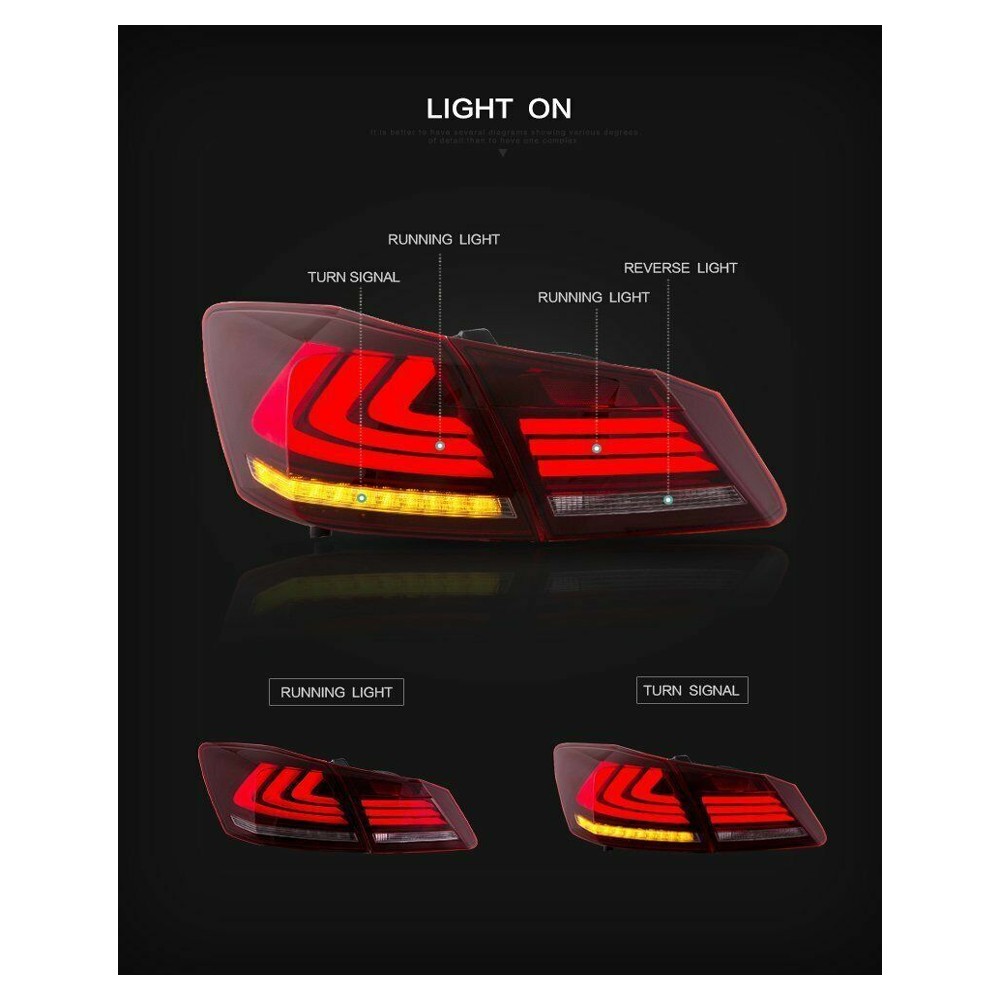 LIGHT ON
It is better to have several diagrams showing various degrees
of detail than to have one complex
RUNNING LIGHT
REVERSE LIGHT
TURN SIGNAL
RUNNING LIGHT
RUNNING LIGHT
TURN SIGNAL